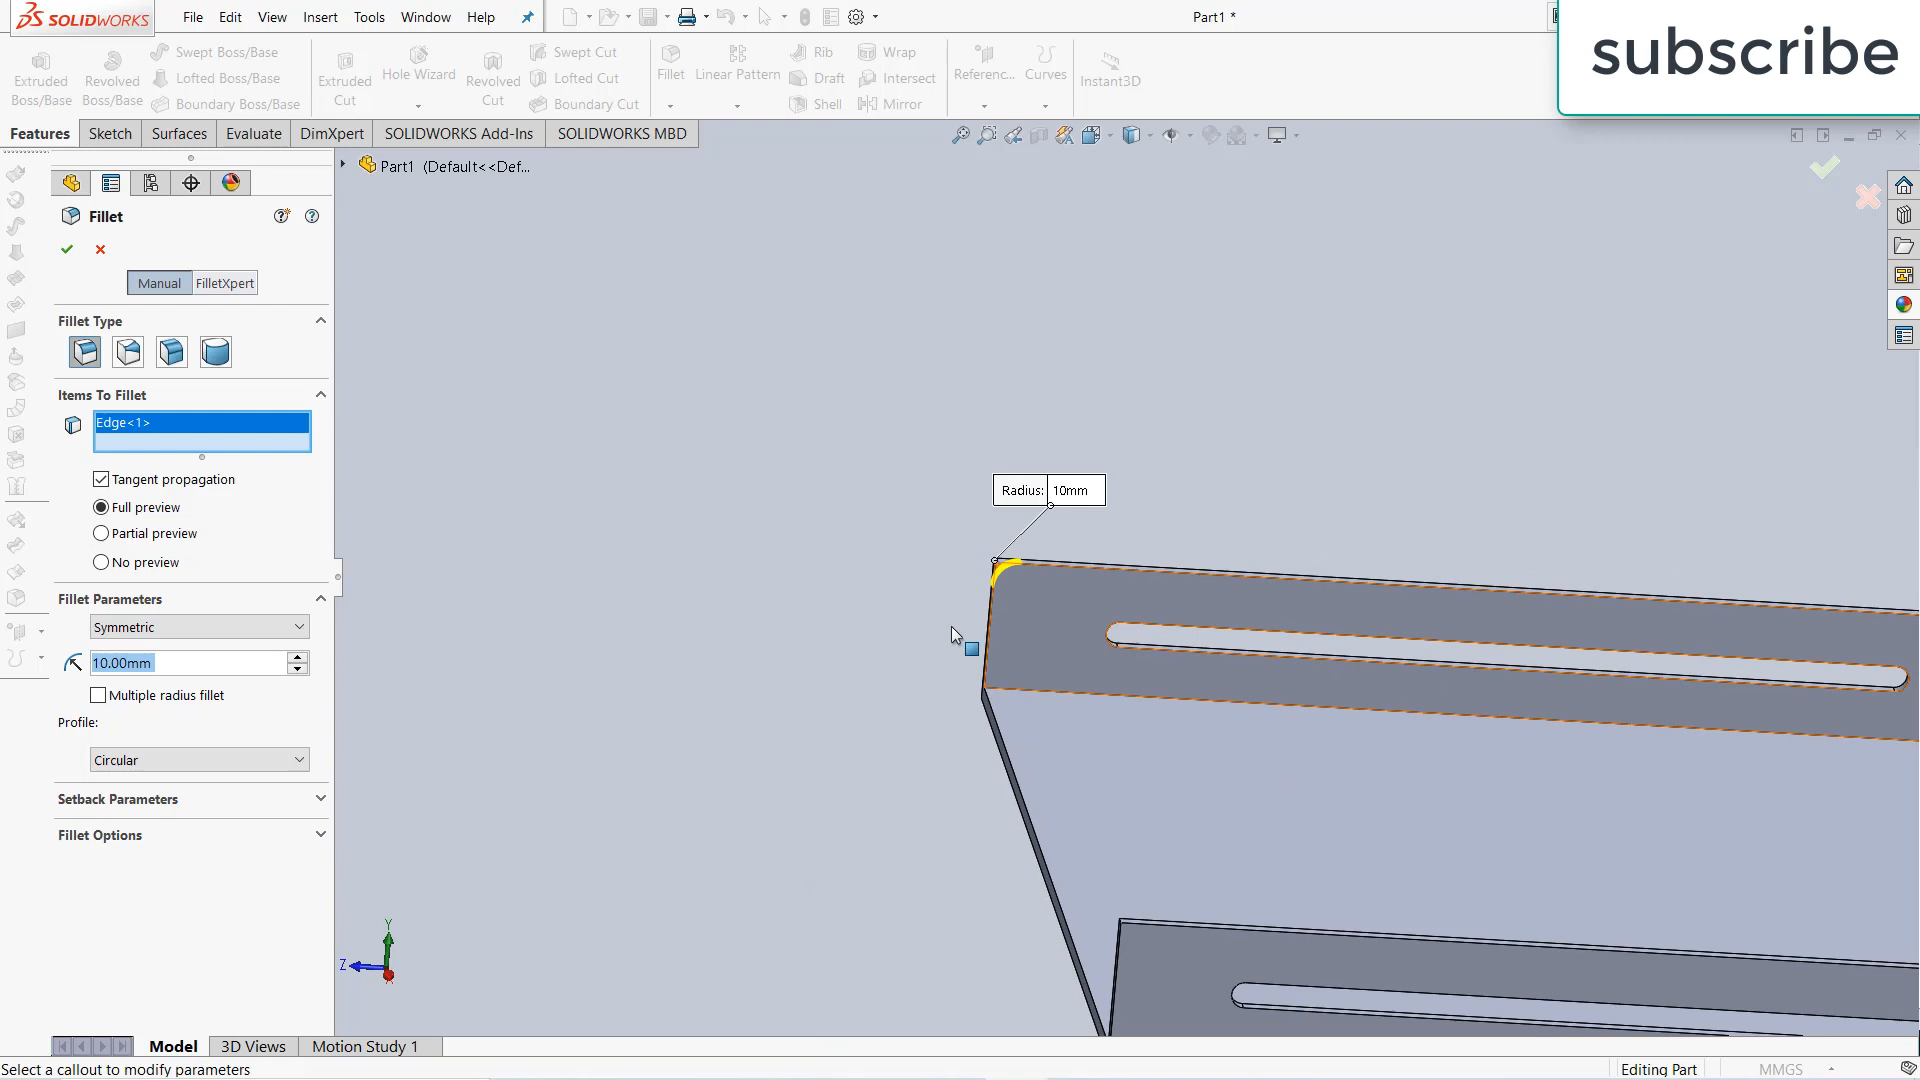 SOLIDWORKS
File Edit View Insert Tools Window Help
Part1 *
subscribe
Extruded Boss/Base
Revolved Boss/Base
Swept Boss/Base
Lofted Boss/Base
Boundary Boss/Base
Extruded Cut
Hole Wizard
Revolved Cut
Swept Cut
Lofted Cut
Boundary Cut
Fillet
Linear Pattern
Rib
Draft
Shell
Wrap
Intersect
Mirror
Referenc...
Curves
Instant3D
Features Sketch Surfaces Evaluate DimXpert SOLIDWORKS Add-Ins SOLIDWORKS MBD
Part1 (Default<<Def...
Fillet
Manual FilletXpert
Fillet Type
Items To Fillet
Edge<1>
Tangent propagation
Full preview
Partial preview
No preview
Fillet Parameters
Symmetric
10.00mm
Multiple radius fillet
Profile:
Circular
Setback Parameters
Fillet Options
Radius: 10mm
Y
Z
Model 3D Views Motion Study 1
Select a callout to modify parameters
Editing Part MMGS